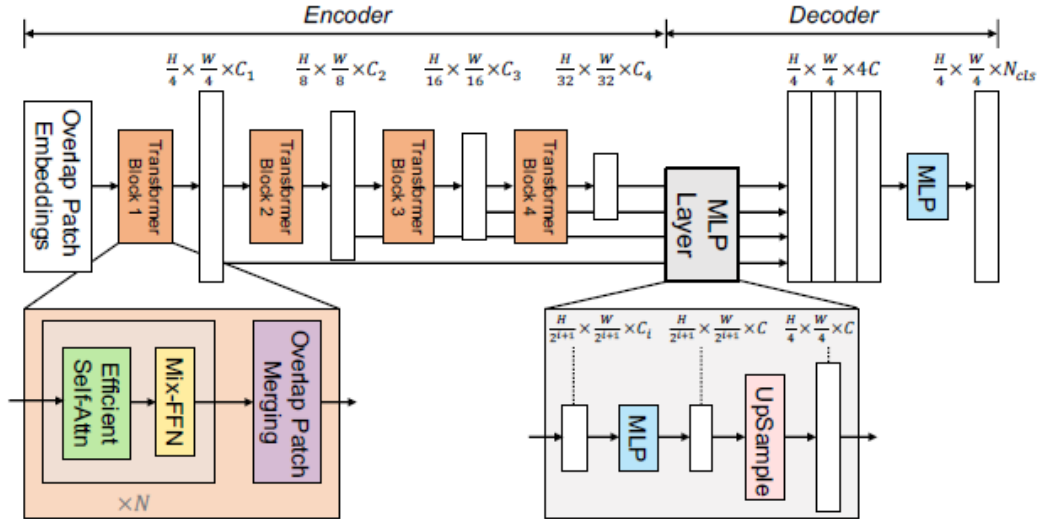 Encoder
Decoder
H/4 × W/4 × C₁
H/8 × W/8 × C₂
H/16 × W/16 × C₃
H/32 × W/32 × C₄
H/4 × W/4 × 4C
H/4 × W/4 × N_cls
Overlap Patch
Embeddings
Transformer
Block 1
Transformer
Block 2
Transformer
Block 3
Transformer
Block 4
MLP
Layer
MLP
Efficient
Self-Attn
Mix-FFN
×N
Overlap Patch
Merging
H/2^{i+1} × W/2^{i+1} × C_i
H/2^{i+1} × W/2^{i+1} × C
H/4 × W/4 × C
MLP
UpSample